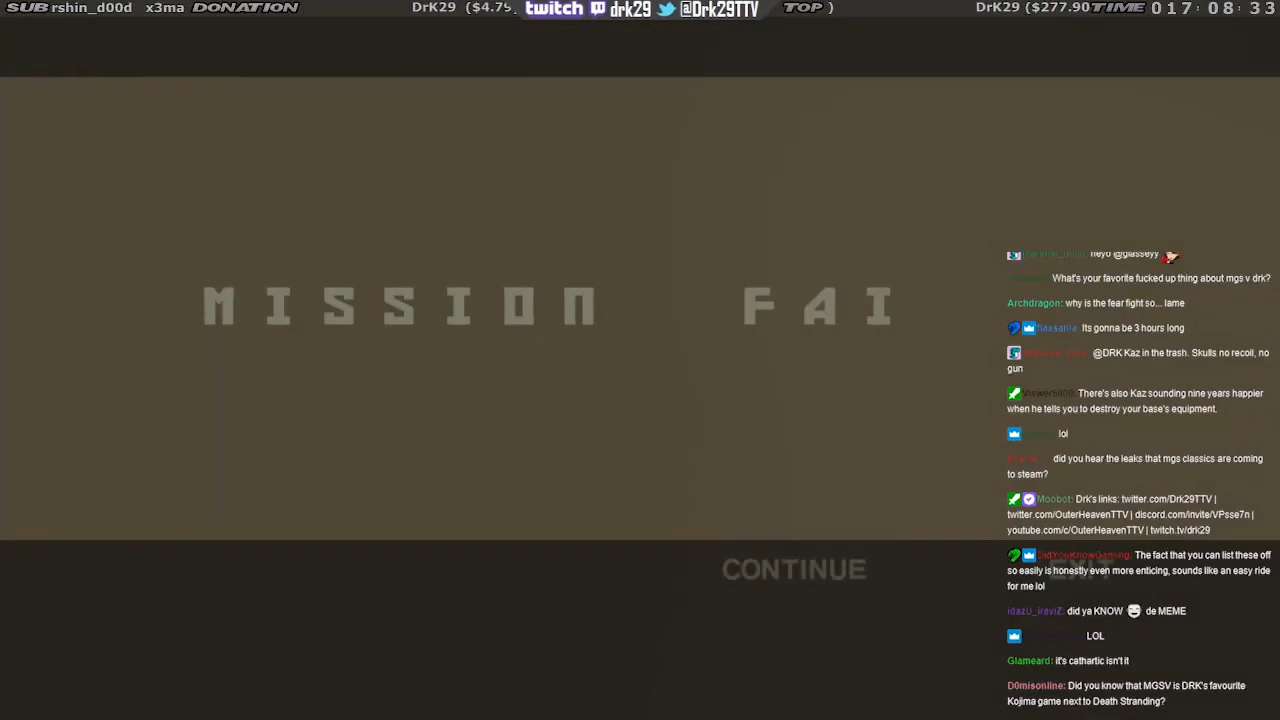 SUB rshin_d00d x3ma DONATION DrK29 ($4.75, twitch drk29 @Drk29TTV TOP ) DrK29 ($277.90 TIME 017:08:33
heyo @glasseyy
What's your favorite fucked up thing about mgs v drk?
Archdragon: why is the fear fight so... lame
MISSION FAI
Its gonna be 3 hours long
@DRK Kaz in the trash. Skulls no recoil, no
gun
Viewer6800: There's also Kaz sounding nine years happier
when he tells you to destroy your base's equipment.
lol
did you hear the leaks that mgs classics are coming
to steam?
Moobot: Drk's links: twitter.com/Drk29TTV |
twitter.com/OuterHeavenTTV | discord.com/invite/VPsse7n |
youtube.com/c/OuterHeavenTTV | twitch.tv/drk29
DidYouKnowGaming: The fact that you can list these off
so easily is honestly even more enticing, sounds like an easy ride
for me lol
CONTINUE
EXIT
idazU_iraviZ: did ya KNOW de MEME
LOL
Glameard: it's cathartic isn't it
D0misonline: Did you know that MGSV is DRK's favourite
Kojima game next to Death Stranding?